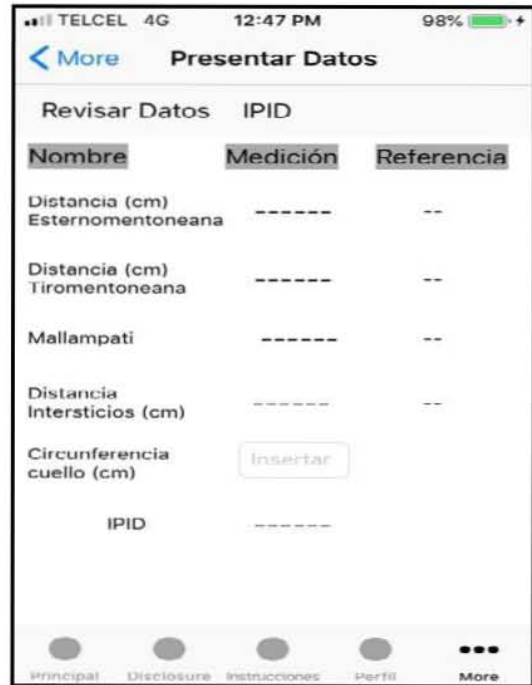 TELCEL 4G 12:47 PM 98%
More Presentar Datos
Revisar Datos IPID
Nombre Medición Referencia
Distancia (cm)
Esternomentoneana ------ --
Distancia (cm)
Tiromentoneana ------ --
Mallampati ------ --
Distancia
Intersticios (cm) ------ --
Circunferencia
cuello (cm) Insertar
IPID ------
Principal Disclosure Instrucciones Perfil More